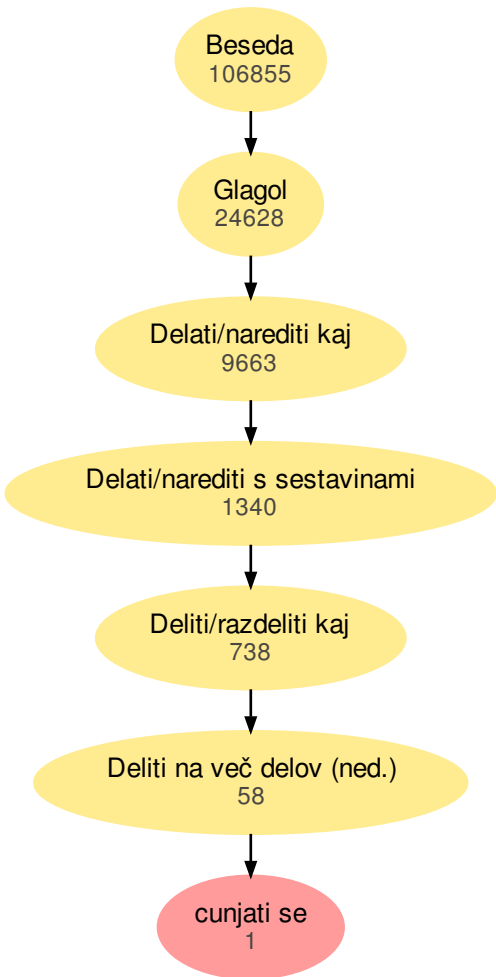 Beseda
106855
Glagol
24628
Delati/narediti kaj
9663
Delati/narediti s sestavinami
1340
Deliti/razdeliti kaj
738
Deliti na več delov (ned.)
58
cunjati se
1